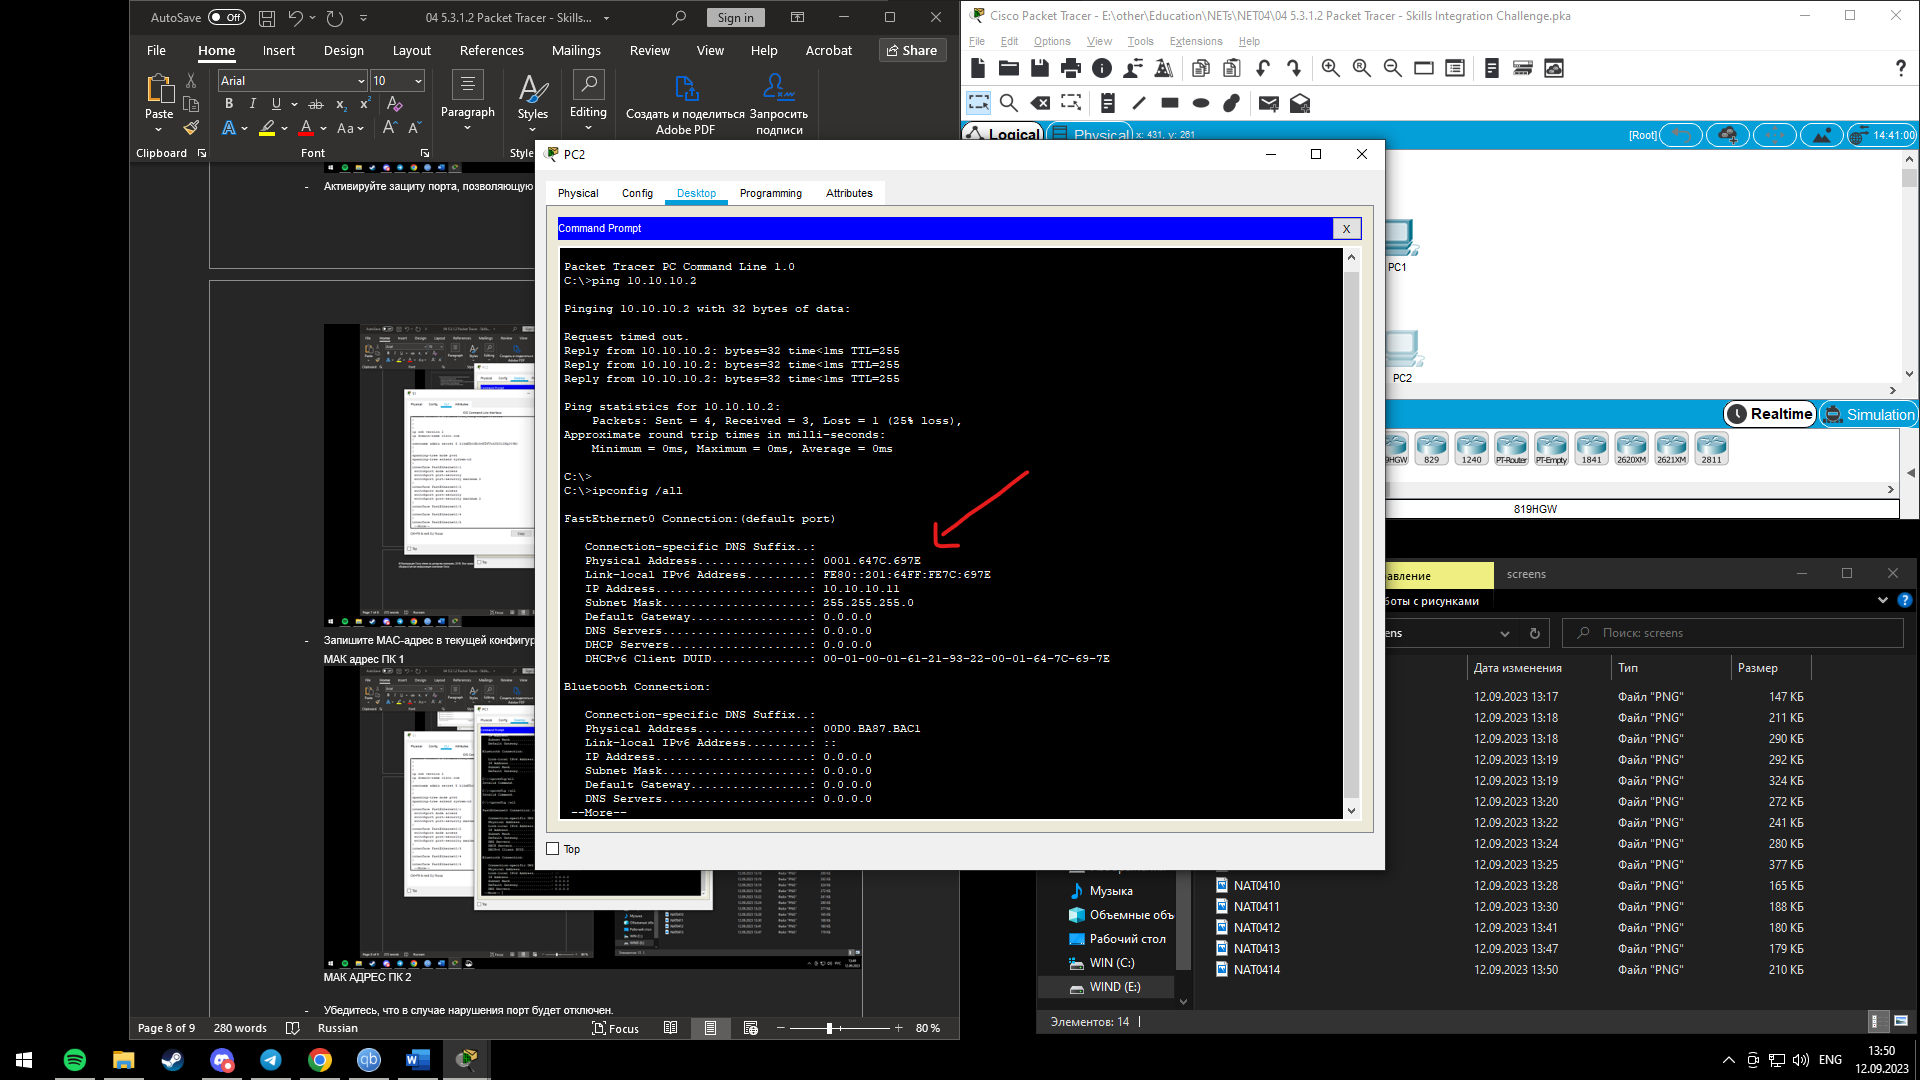 AutoSave Off 04 5.3.1.2 Packet Tracer - Skills... Sign in
File Home Insert Design Layout References Mailings Review View Help Acrobat Share
Arial 10
Paste
B I U ab x₂ x²
A Aa A A
Paragraph
Styles
Editing
Создать и поделиться Adobe PDF
Запросить подписи
Clipboard Font Style
- Активируйте защиту порта, позволяющую
- Запишите MAC-адрес в текущей конфигур
МАК адрес ПК 1
МАК АДРЕС ПК 2
- Убедитесь, что в случае нарушения порт будет отключен.
Page 8 of 9 280 words Russian Focus 80 %
Cisco Packet Tracer - E:\other\Education\NETs\NET04\04 5.3.1.2 Packet Tracer - Skills Integration Challenge.pka
File Edit Options View Tools Extensions Help
Logical Physical x: 431, y: 261 [Root] 14:41:00
PC1
PC2
Realtime Simulation
9HGW 829 1240 PT-Router PT-Empty 1841 2620XM 2621XM 2811
819HGW
PC2
Physical Config Desktop Programming Attributes
Command Prompt X
Packet Tracer PC Command Line 1.0
C:\>ping 10.10.10.2
Pinging 10.10.10.2 with 32 bytes of data:
Request timed out.
Reply from 10.10.10.2: bytes=32 time<1ms TTL=255
Reply from 10.10.10.2: bytes=32 time<1ms TTL=255
Reply from 10.10.10.2: bytes=32 time<1ms TTL=255
Ping statistics for 10.10.10.2:
Packets: Sent = 4, Received = 3, Lost = 1 (25% loss),
Approximate round trip times in milli-seconds:
Minimum = 0ms, Maximum = 0ms, Average = 0ms
C:\>
C:\>ipconfig /all
FastEthernet0 Connection:(default port)
Connection-specific DNS Suffix..:
Physical Address................: 0001.647C.697E
Link-local IPv6 Address.........: FE80::201:64FF:FE7C:697E
IP Address......................: 10.10.10.11
Subnet Mask.....................: 255.255.255.0
Default Gateway.................: 0.0.0.0
DNS Servers.....................: 0.0.0.0
DHCP Servers....................: 0.0.0.0
DHCPv6 Client DUID..............: 00-01-00-01-61-21-93-22-00-01-64-7C-69-7E
Bluetooth Connection:
Connection-specific DNS Suffix..:
Physical Address................: 00D0.BA87.BAC1
Link-local IPv6 Address.........: ::
IP Address......................: 0.0.0.0
Subnet Mask.....................: 0.0.0.0
Default Gateway.................: 0.0.0.0
DNS Servers.....................: 0.0.0.0
--More--
Top
авление screens
боты с рисунками
ens Поиск: screens
Дата изменения Тип Размер
12.09.2023 13:17 Файл "PNG" 147 КБ
12.09.2023 13:18 Файл "PNG" 211 КБ
12.09.2023 13:18 Файл "PNG" 290 КБ
12.09.2023 13:19 Файл "PNG" 292 КБ
12.09.2023 13:19 Файл "PNG" 324 КБ
12.09.2023 13:20 Файл "PNG" 272 КБ
12.09.2023 13:22 Файл "PNG" 241 КБ
12.09.2023 13:24 Файл "PNG" 280 КБ
12.09.2023 13:25 Файл "PNG" 377 КБ
NAT0410 12.09.2023 13:28 Файл "PNG" 165 КБ
NAT0411 12.09.2023 13:30 Файл "PNG" 188 КБ
NAT0412 12.09.2023 13:41 Файл "PNG" 180 КБ
NAT0413 12.09.2023 13:47 Файл "PNG" 179 КБ
NAT0414 12.09.2023 13:50 Файл "PNG" 210 КБ
Музыка
Объемные объ
Рабочий стол
WIN (C:)
WIND (E:)
Элементов: 14
ENG
13:50
12.09.2023